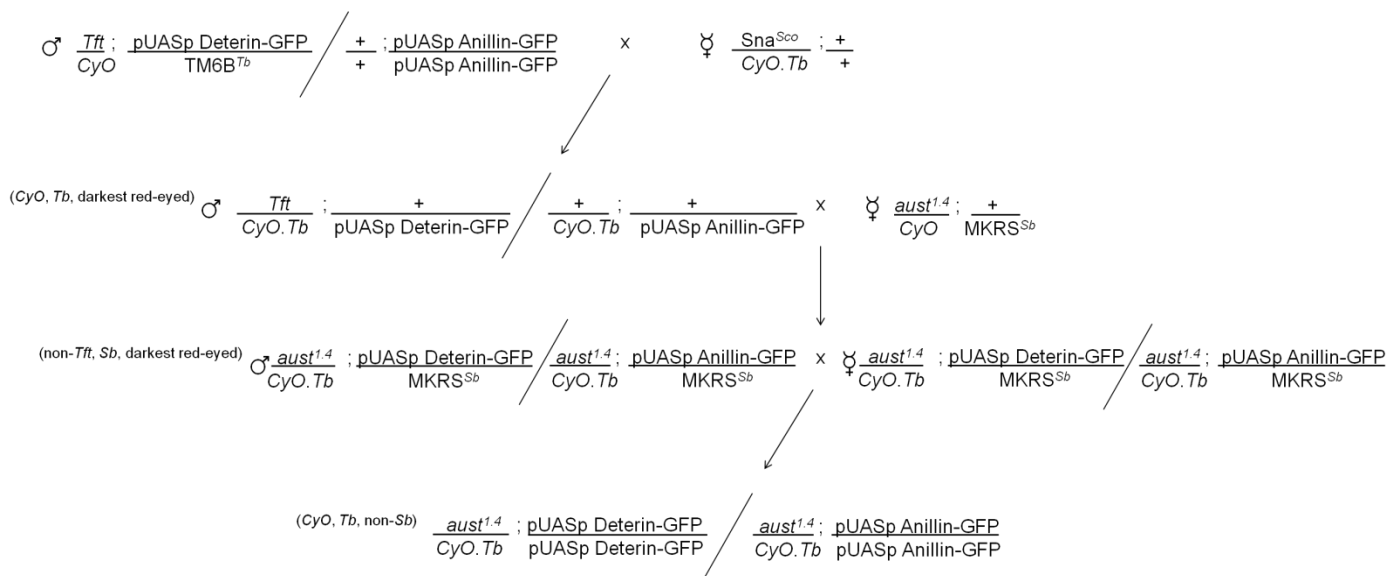 ♂ Tft ; pUASp Deterin-GFP / + ; pUASp Anillin-GFP x ☿ Sna^Sco ; +
CyO TM6B^Tb + pUASp Anillin-GFP CyO.Tb +
(CyO, Tb, darkest red-eyed) ♂ Tft ; + / + ; + x ☿ aust^1.4 ; +
CyO.Tb pUASp Deterin-GFP CyO.Tb pUASp Anillin-GFP CyO MKRS^Sb
(non-Tft, Sb, darkest red-eyed) ♂ aust^1.4 ; pUASp Deterin-GFP / aust^1.4 ; pUASp Anillin-GFP x ☿ aust^1.4 ; pUASp Deterin-GFP / aust^1.4 ; pUASp Anillin-GFP
CyO.Tb MKRS^Sb CyO.Tb MKRS^Sb CyO.Tb MKRS^Sb CyO.Tb MKRS^Sb
(CyO, Tb, non-Sb) aust^1.4 ; pUASp Deterin-GFP / aust^1.4 ; pUASp Anillin-GFP
CyO.Tb pUASp Deterin-GFP CyO.Tb pUASp Anillin-GFP